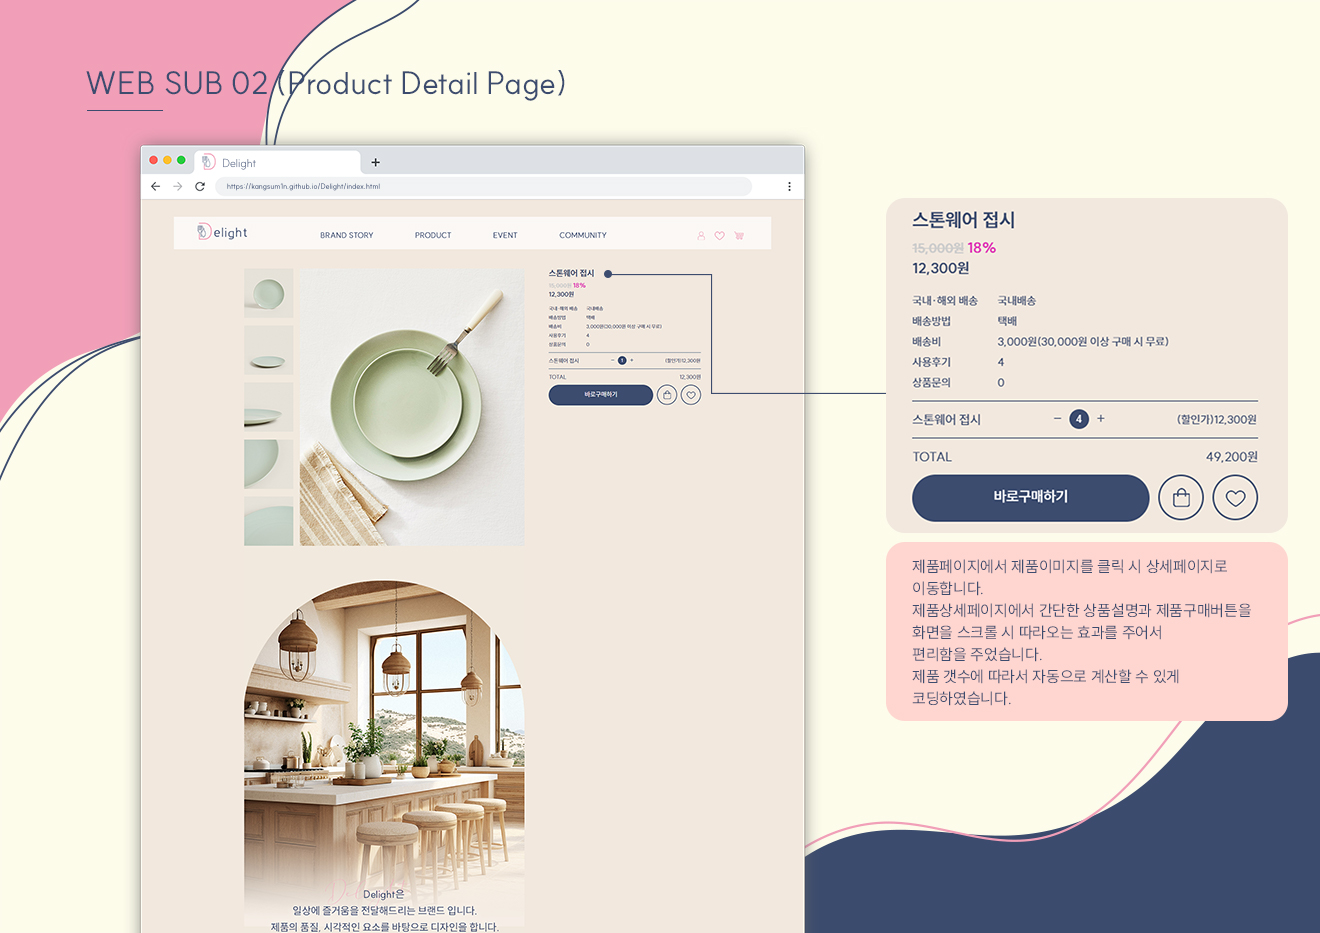 WEB SUB 02 (Product Detail Page)
Delight
https://kangsum1n.github.io/Delight/index.html
Delight
BRAND STORY
PRODUCT
EVENT
COMMUNITY
스톤웨어 접시
15,000원 18%
12,300원
국내·해외 배송 국내배송
배송방법 택배
배송비 3,000원(30,000원 이상 구매 시 무료)
사용후기 4
상품문의 0
스톤웨어 접시 － 1 + (할인가)12,300원
TOTAL 12,300원
바로구매하기
Delight은
일상에 즐거움을 전달해드리는 브랜드 입니다.
제품의 품질, 시각적인 요소를 바탕으로 디자인을 합니다.
스톤웨어 접시
15,000원 18%
12,300원
국내·해외 배송 국내배송
배송방법 택배
배송비 3,000원(30,000원 이상 구매 시 무료)
사용후기 4
상품문의 0
스톤웨어 접시 － 4 + (할인가)12,300원
TOTAL 49,200원
바로구매하기
제품페이지에서 제품이미지를 클릭 시 상세페이지로
이동합니다.
제품상세페이지에서 간단한 상품설명과 제품구매버튼을
화면을 스크롤 시 따라오는 효과를 주어서
편리함을 주었습니다.
제품 갯수에 따라서 자동으로 계산할 수 있게
코딩하였습니다.